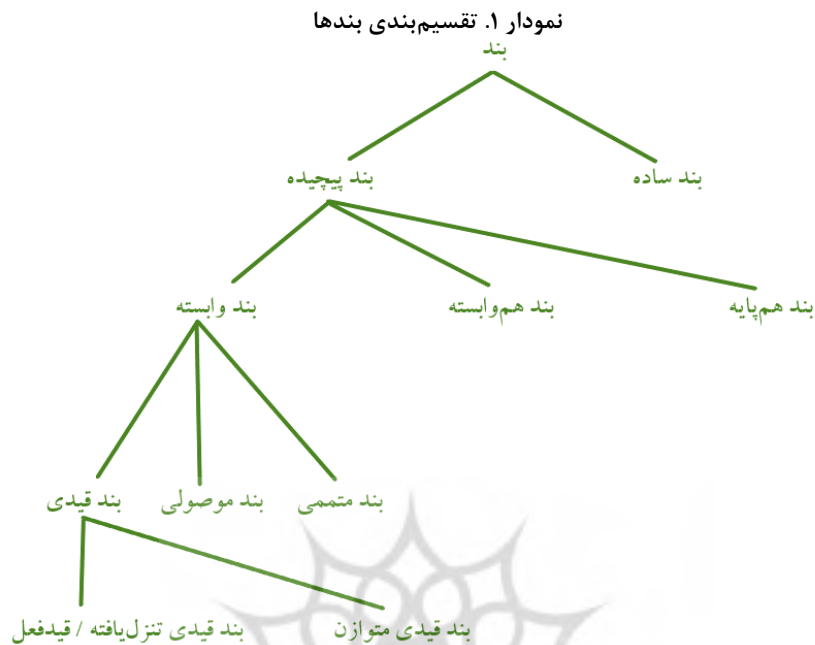 نمودار ۱. تقسیم‌بندی بندها
بند
بند ساده
بند پیچیده
بند هم‌پایه
بند هم‌وابسته
بند وابسته
بند متممی
بند موصولی
بند قیدی
بند قیدی متوازن
بند قیدی تنزل‌یافته / قیدفعل